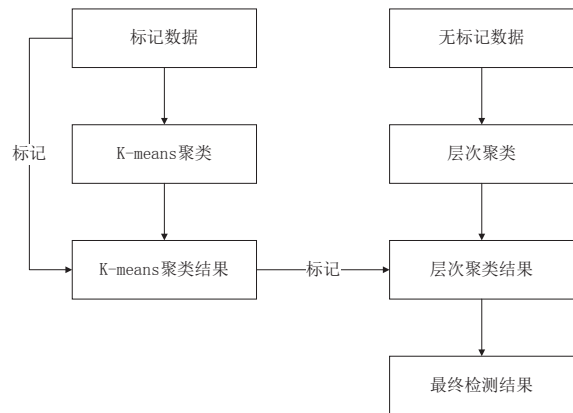 标记数据
无标记数据
标记
K-means聚类
层次聚类
K-means聚类结果
标记
层次聚类结果
最终检测结果